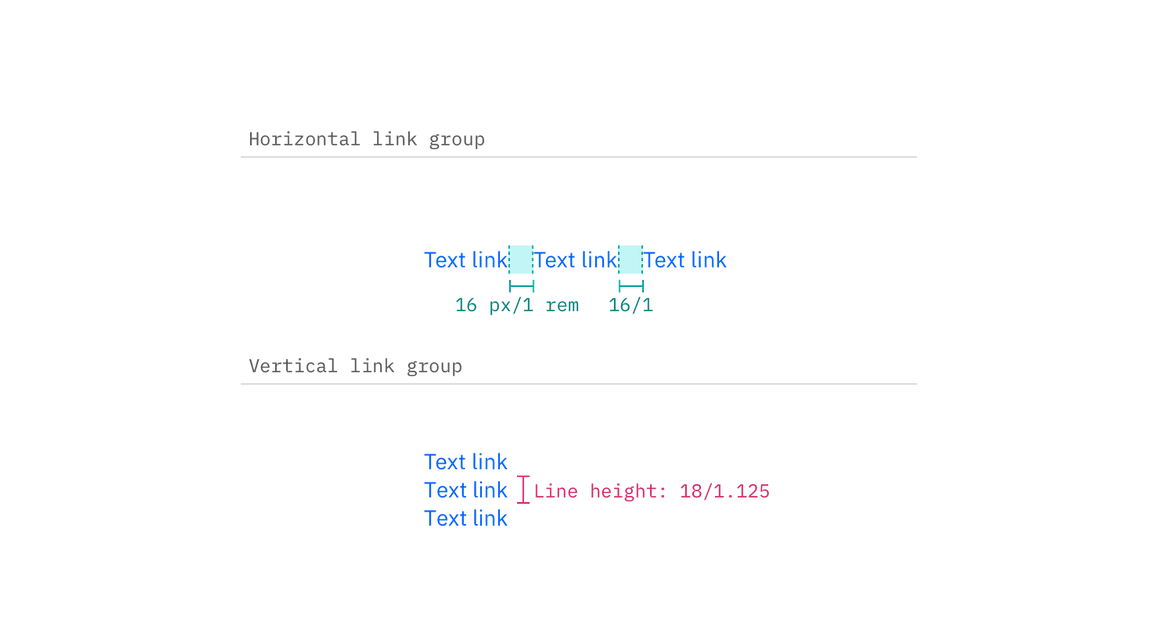 Horizontal link group
Text link Text link Text link
16 px/1 rem 16/1
Vertical link group
Text link
Text link Line height: 18/1.125
Text link